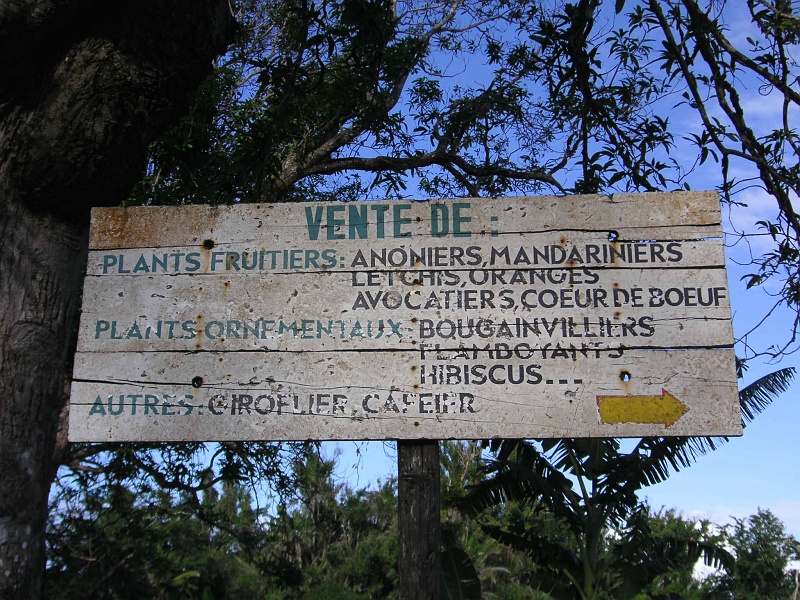 VENTE DE :
PLANTS FRUITIERS: ANONIERS, MANDARINIERS
LETCHIS, ORANGES
AVOCATIERS, COEUR DE BOEUF
PLANTS ORNEMENTAUX: BOUGAINVILLIERS
FLAMBOYANTS
HIBISCUS...
AUTRES: GIROFLIER, CAFEIER